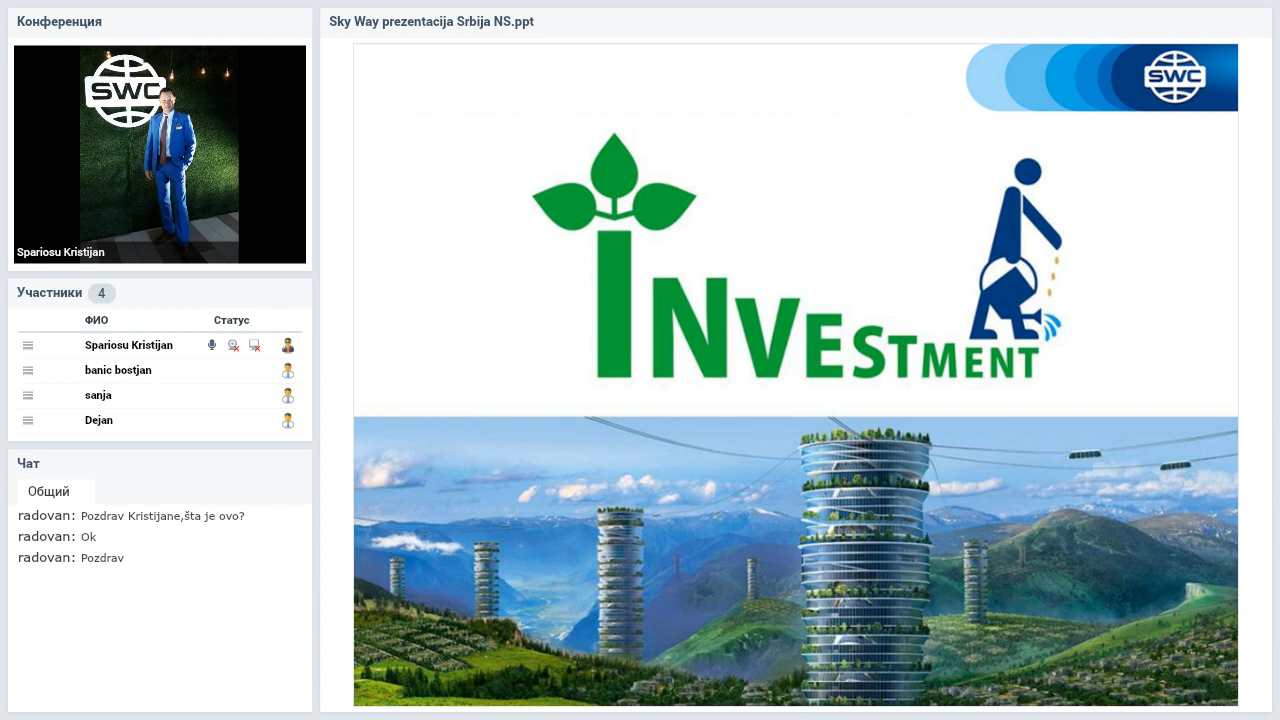 Конференция
SWC
Spariosu Kristijan
Участники 4
ФИО Статус
Spariosu Kristijan
banic bostjan
sanja
Dejan
Чат
Общий
radovan: Pozdrav Kristijane šta je ovo?
radovan: Ok
radovan: Pozdrav
Sky Way prezentacija Srbija NS.ppt
SWC
INVESTMENT